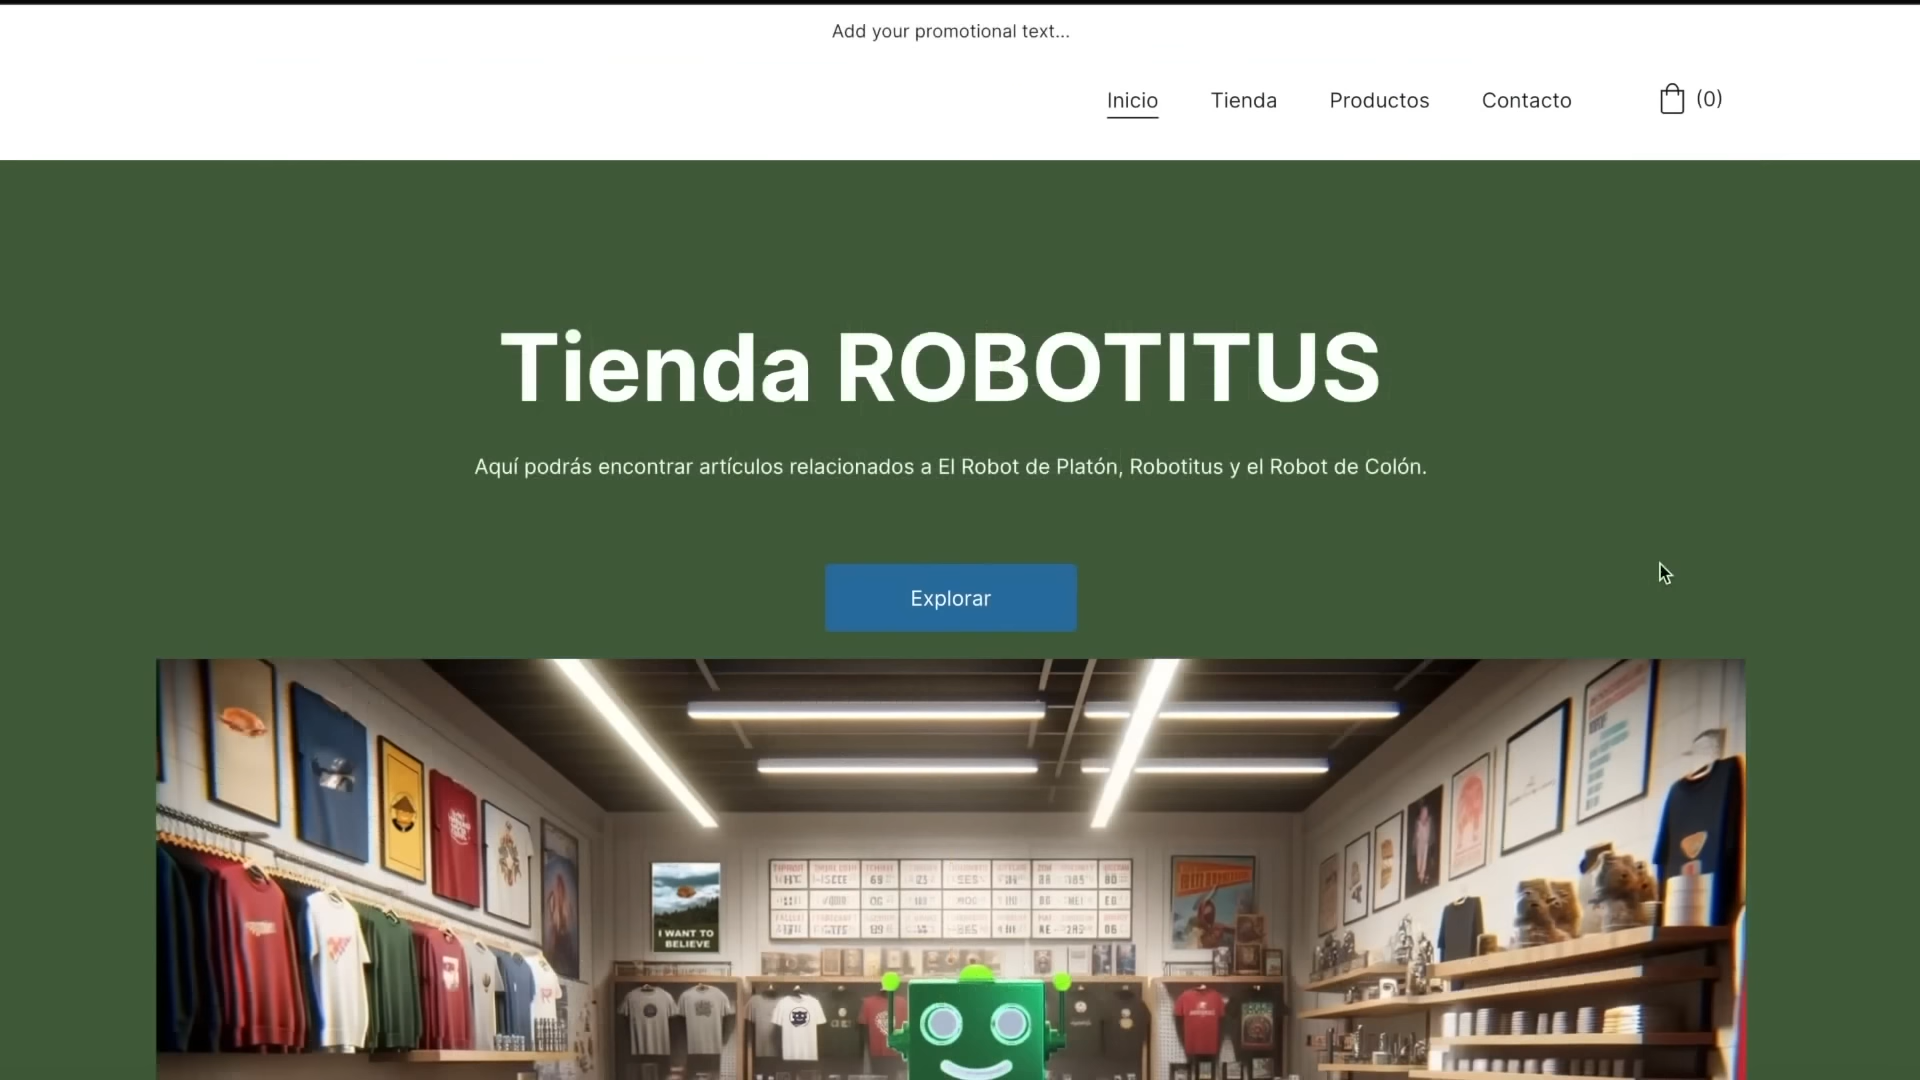 Add your promotional text...
Inicio
Tienda
Productos
Contacto
(0)
Tienda ROBOTITUS
Aquí podrás encontrar artículos relacionados a El Robot de Platón, Robotitus y el Robot de Colón.
Explorar
I WANT TO
BELIEVE